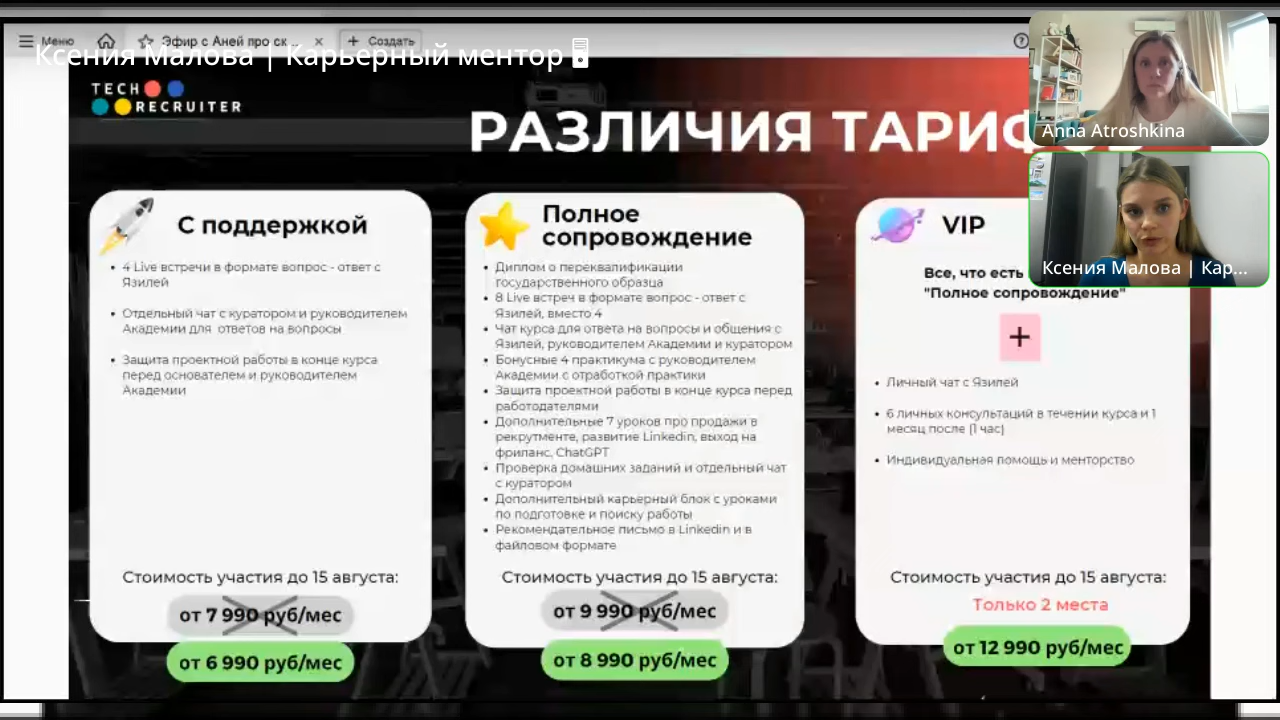 Меню
Эфир с Аней про ск ...
Создать
Ксения Малова | Карьерный ментор
TECH
RECRUITER
РАЗЛИЧИЯ
Anna Atroshkina
Ксения Малова | Кар...
С поддержкой
4 Live встречи в формате вопрос - ответ с
Язилей
Отдельный чат с куратором и руководителем
Академии для ответов на вопросы
Защита проектной работы в конце курса
перед основателем и руководителем
Академии
Стоимость участия до 15 августа:
от 7 990 руб/мес
от 6 990 руб/мес
Полное
сопровождение
Диплом о переквалификации
государственного образца
8 Live встреч в формате вопрос - ответ с
Язилей, вместо 4
Чат курса для ответа на вопросы и общения с
Язилей, руководителем Академии и куратором
Бонусные 4 практикума с руководителем
Академии с отработкой практики
Защита проектной работы в конце курса перед
работодателями
Дополнительные 7 уроков про продажи в
рекрутменте, развитие Linkedin, выход на
фриланс, ChatGPT
Проверка домашних заданий и отдельный чат
с куратором
Дополнительный карьерный блок с уроками
по подготовке и поиску работы
Рекомендательное письмо в Linkedin и в
файловом формате
Стоимость участия до 15 августа:
от 9 990 руб/мес
от 8 990 руб/мес
VIP
Все, что есть
"Полное сопровождение"
+
Личный чат с Язилей
6 личных консультаций в течении курса и 1
месяц после (1 час)
Индивидуальная помощь и менторство
Стоимость участия до 15 августа:
Только 2 места
от 12 990 руб/мес